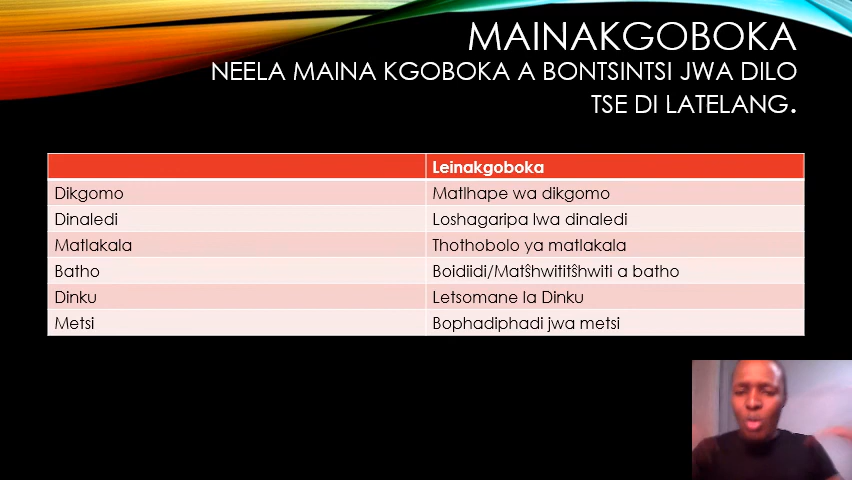 MAINAKGOBOKA
NEELA MAINA KGOBOKA A BONTSINTSI JWA DILO
TSE DI LATELANG.
Leinakgoboka
Dikgomo Matlhape wa dikgomo
Dinaledi Loshagaripa lwa dinaledi
Matlakala Thothobolo ya matlakala
Batho Boidiidi/Matŝhwititŝhwiti a batho
Dinku Letsomane la Dinku
Metsi Bophadiphadi jwa metsi